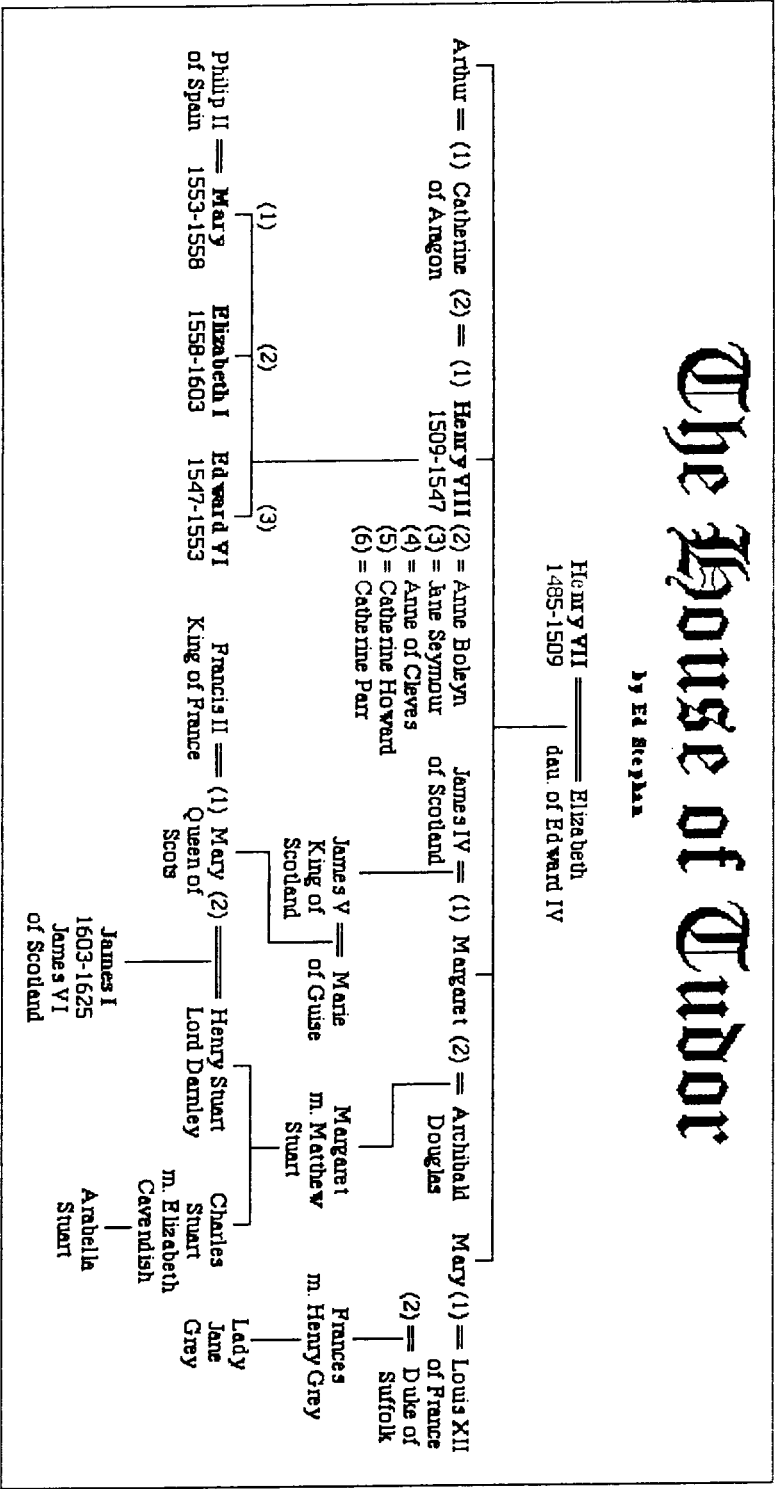 The House of Tudor
by Ed Stephan
Henry VII == Elizabeth
1485-1509 dau. of Edward IV
Arthur == (1) Catherine (2) == (1) Henry VIII (2) = Anne Boleyn
of Aragon 1509-1547 (3) = Jane Seymour
(4) = Anne of Cleves
(5) = Catherine Howard
(6) = Catherine Parr
James IV == (1) Margaret (2) == Archibald
of Scotland Douglas
Mary (1) == Louis XII
of France
(2) == Duke of
Suffolk
James V == Marie
King of of Guise
Scotland
Margaret
m. Matthew
Stuart
Frances
m. Henry Grey
(1) (2) (3)
Philip II == Mary Elizabeth I Edward VI
of Spain 1553-1558 1558-1603 1547-1553
Francis II == (1) Mary (2) == Henry Stuart
King of France Queen of Lord Darnley
Scots
Charles
Stuart
m. Elizabeth
Cavendish
Lady
Jane
Grey
James I
1603-1625
James VI
of Scotland
Arabella
Stuart